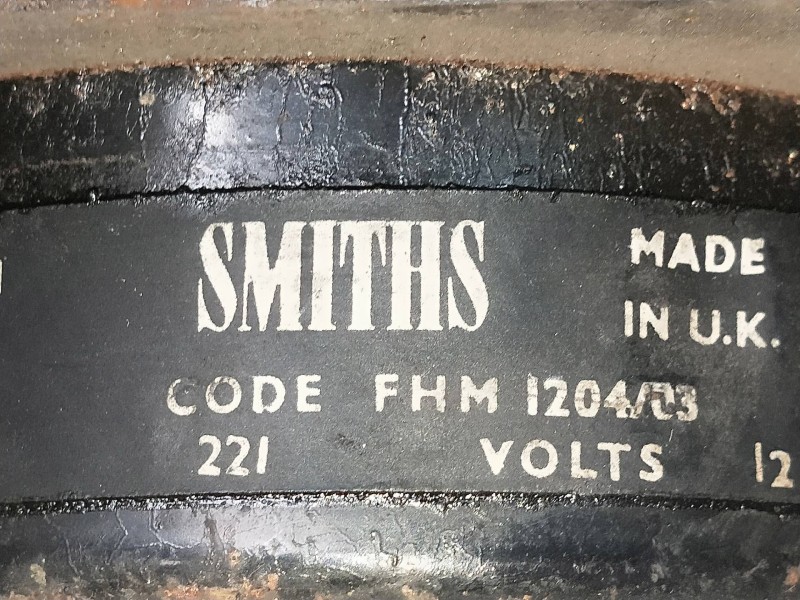 SMITHS
MADE
IN U.K.
CODE FHM 1204/03
221 VOLTS 12